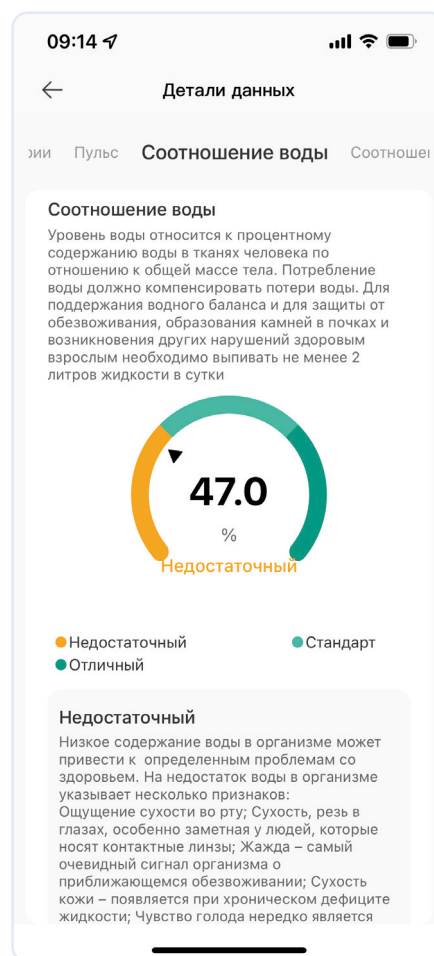 09:14
Детали данных
рии Пульс Соотношение воды Соотношен
Соотношение воды
Уровень воды относится к процентному
содержанию воды в тканях человека по
отношению к общей массе тела. Потребление
воды должно компенсировать потери воды. Для
поддержания водного баланса и для защиты от
обезвоживания, образования камней в почках и
возникновения других нарушений здоровым
взрослым необходимо выпивать не менее 2
литров жидкости в сутки
47.0
%
Недостаточный
Недостаточный Стандарт
Отличный
Недостаточный
Низкое содержание воды в организме может
привести к определенным проблемам со
здоровьем. На недостаток воды в организме
указывает несколько признаков:
Ощущение сухости во рту; Сухость, резь в
глазах, особенно заметная у людей, которые
носят контактные линзы; Жажда – самый
очевидный сигнал организма о
приближающемся обезвоживании; Сухость
кожи – появляется при хроническом дефиците
жидкости; Чувство голода нередко является